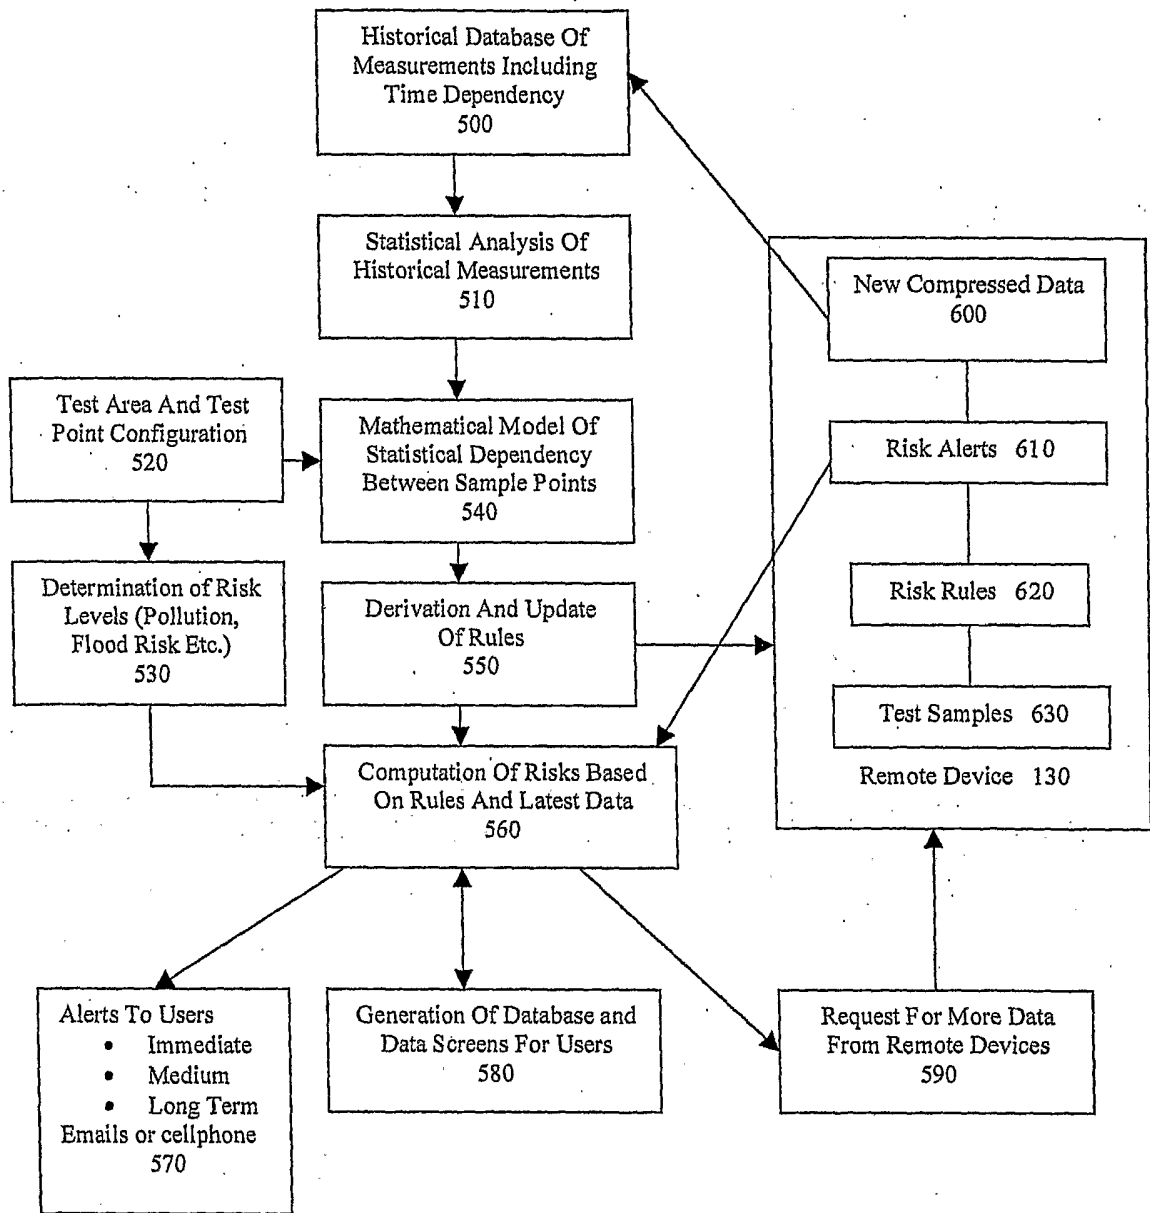 Historical Database Of
Measurements Including
Time Dependency
500
Statistical Analysis Of
Historical Measurements
510
New Compressed Data
600
Test Area And Test
Point Configuration
520
Mathematical Model Of
Statistical Dependency
Between Sample Points
540
Risk Alerts 610
Determination of Risk
Levels (Pollution,
Flood Risk Etc.)
530
Derivation And Update
Of Rules
550
Risk Rules 620
Test Samples 630
Remote Device 130
Computation Of Risks Based
On Rules And Latest Data
560
Alerts To Users
• Immediate
• Medium
• Long Term
Emails or cellphone
570
Generation Of Database and
Data Screens For Users
580
Request For More Data
From Remote Devices
590